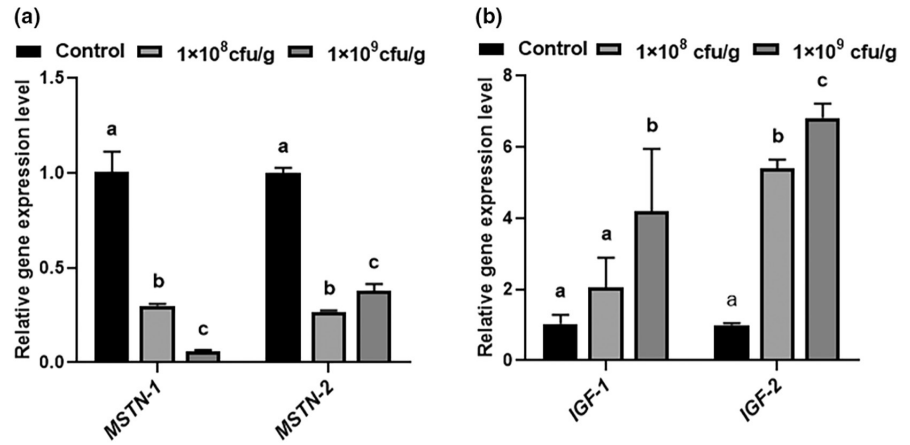 (a)
Control 1×10⁸cfu/g 1×10⁹cfu/g
Relative gene expression level
1.5
1.0
0.5
0.0
a
b
c
a
b
c
MSTN-1
MSTN-2
(b)
Control 1×10⁸ cfu/g 1×10⁹ cfu/g
Relative gene expression level
8
6
4
2
0
a
a
b
a
b
c
IGF-1
IGF-2